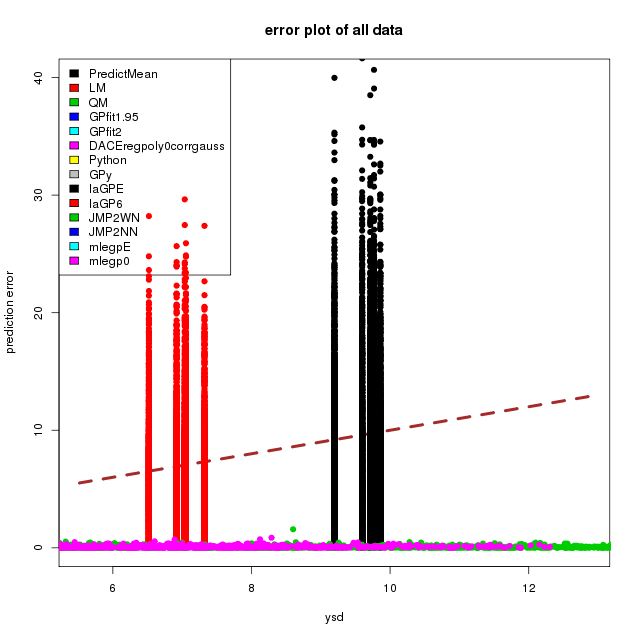 error plot of all data
40
30
20
10
0
prediction error
PredictMean
LM
QM
GPfit1.95
GPfit2
DACEregpoly0corrgauss
Python
GPy
laGPE
laGP6
JMP2WN
JMP2NN
mlegpE
mlegp0
6 8 10 12
ysd